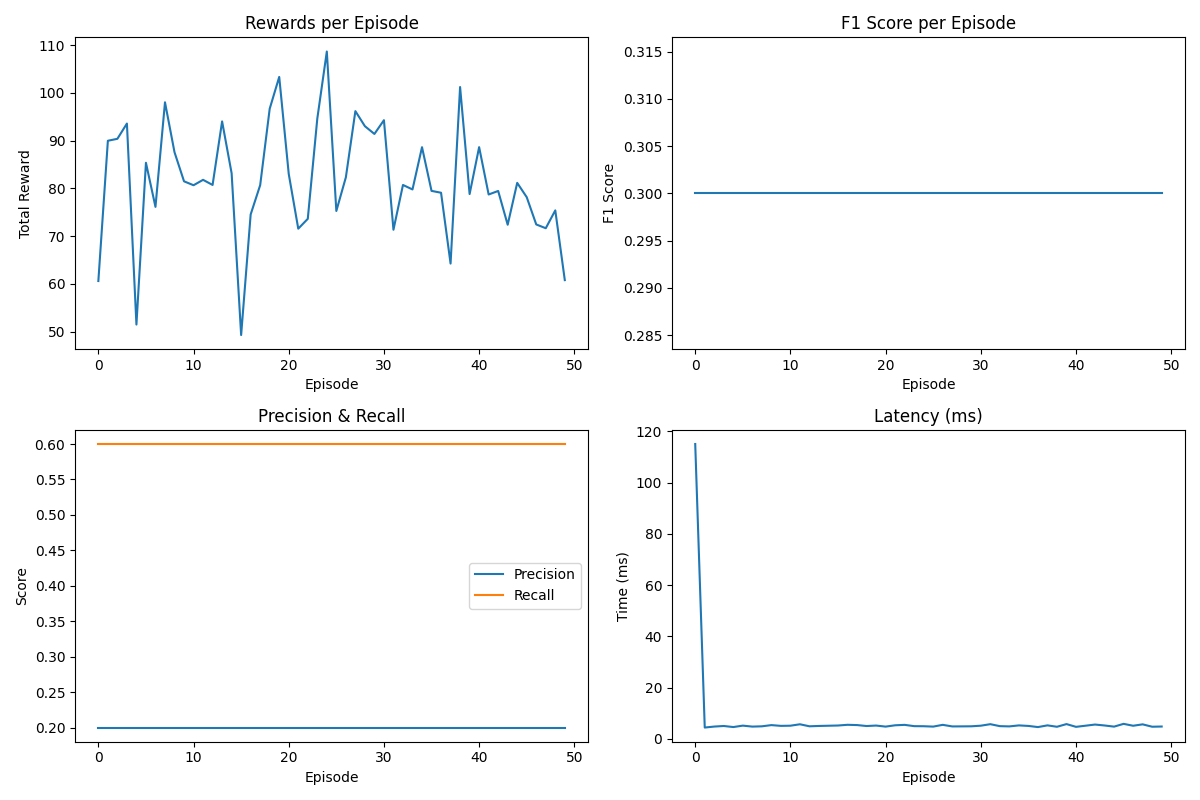 Rewards per Episode
Total Reward
110
100
90
80
70
60
50
0 10 20 30 40 50
Episode
F1 Score per Episode
F1 Score
0.315
0.310
0.305
0.300
0.295
0.290
0.285
0 10 20 30 40 50
Episode
Precision & Recall
Score
0.60
0.55
0.50
0.45
0.40
0.35
0.30
0.25
0.20
Precision
Recall
0 10 20 30 40 50
Episode
Latency (ms)
Time (ms)
120
100
80
60
40
20
0
0 10 20 30 40 50
Episode